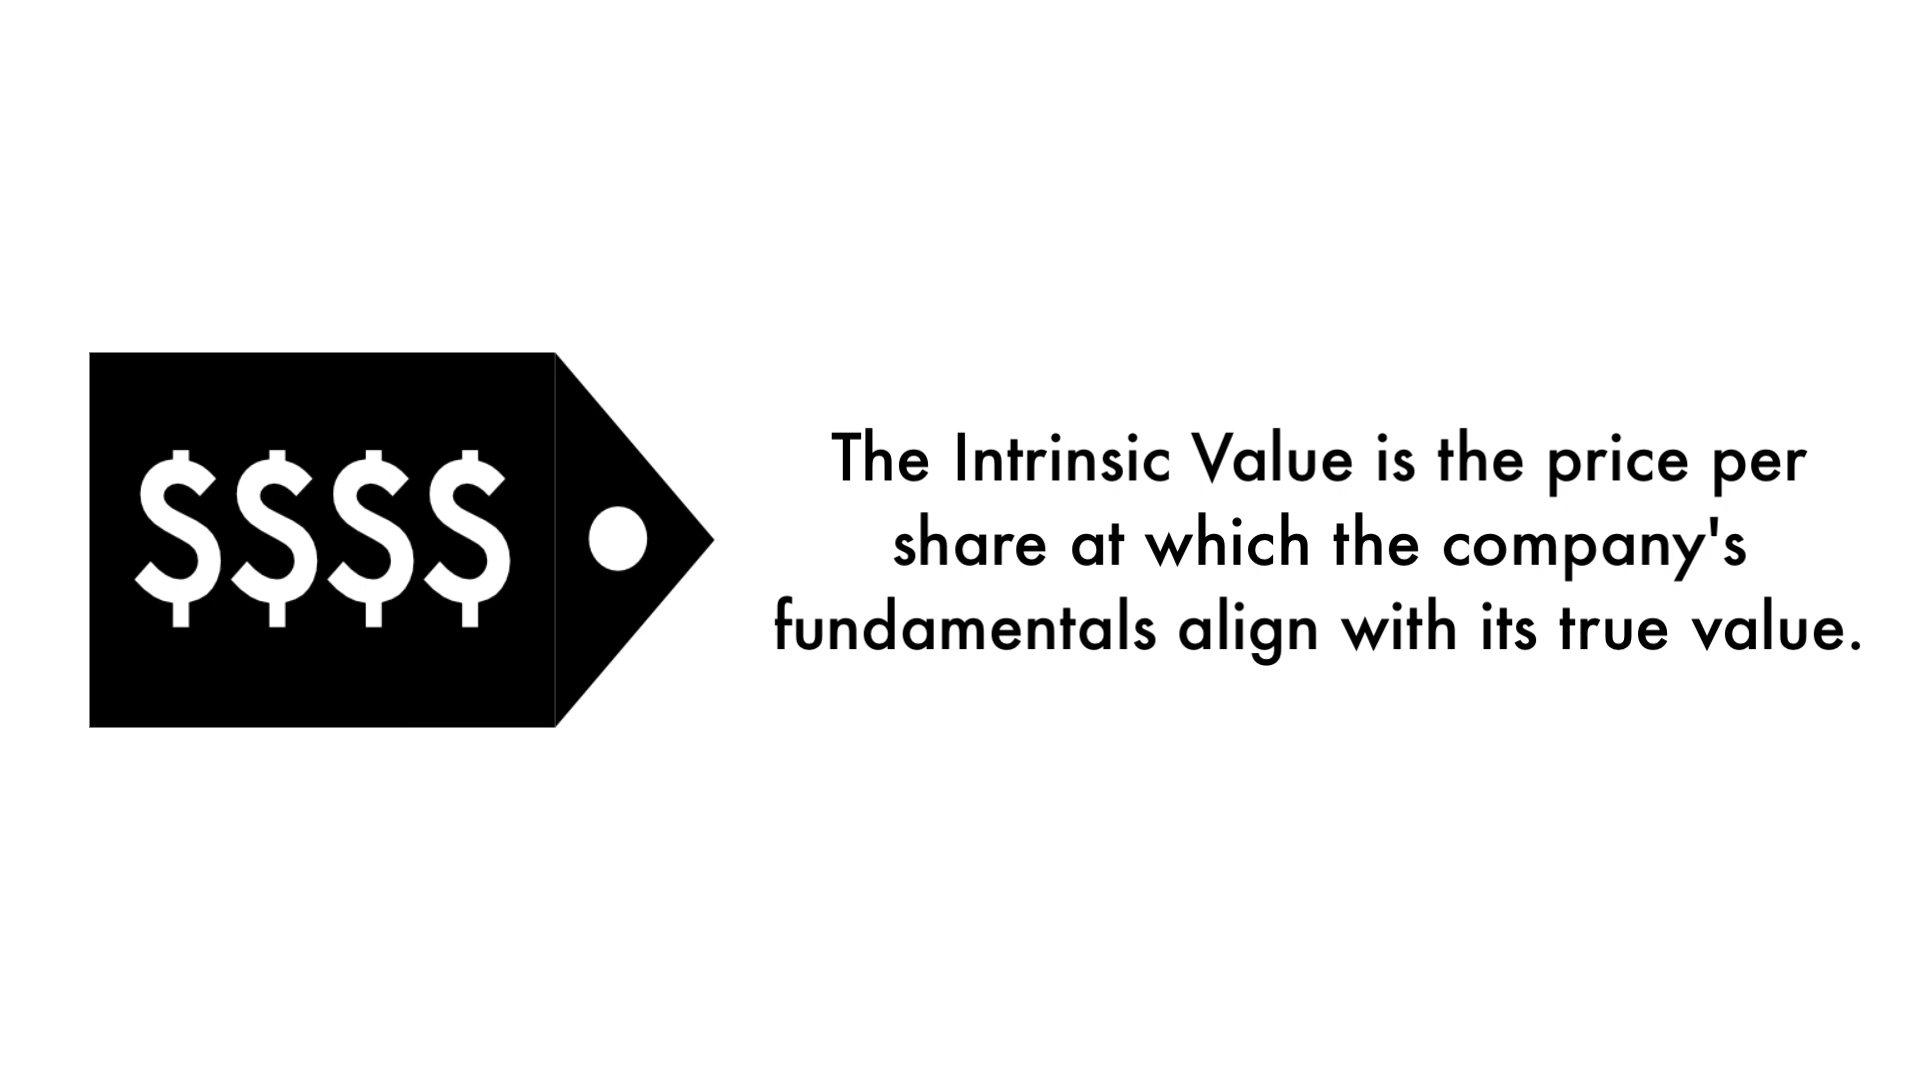 $$$$
The Intrinsic Value is the price per
share at which the company's
fundamentals align with its true value.